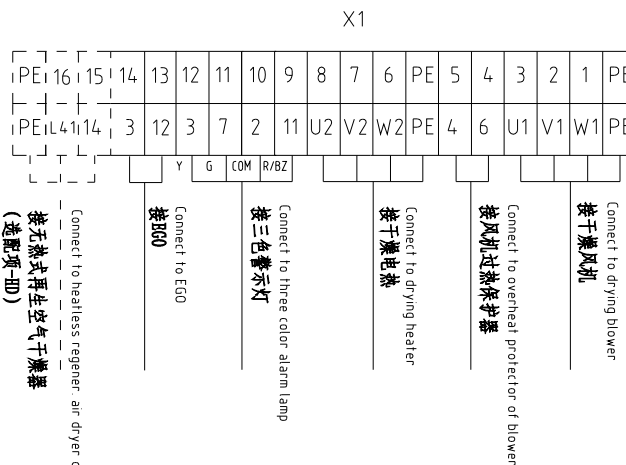 X1
PE 16 15 14 13 12 11 10 9 8 7 6 PE 5 4 3 2 1 PE
PE L41 14 3 12 3 7 2 11 U2 V2 W2 PE 4 6 U1 V1 W1 PE
Y G COM R/BZ
Connect to drying blower
接干燥风机
Connect to overheat protector of blower
接风机过热保护器
Connect to drying heater
接干燥电热
Connect to three color alarm lamp
接三色警示灯
Connect to EGO
接EGO
Connect to heatless regener. air dryer
接无热式再生空气干燥器
(选配项-HD)